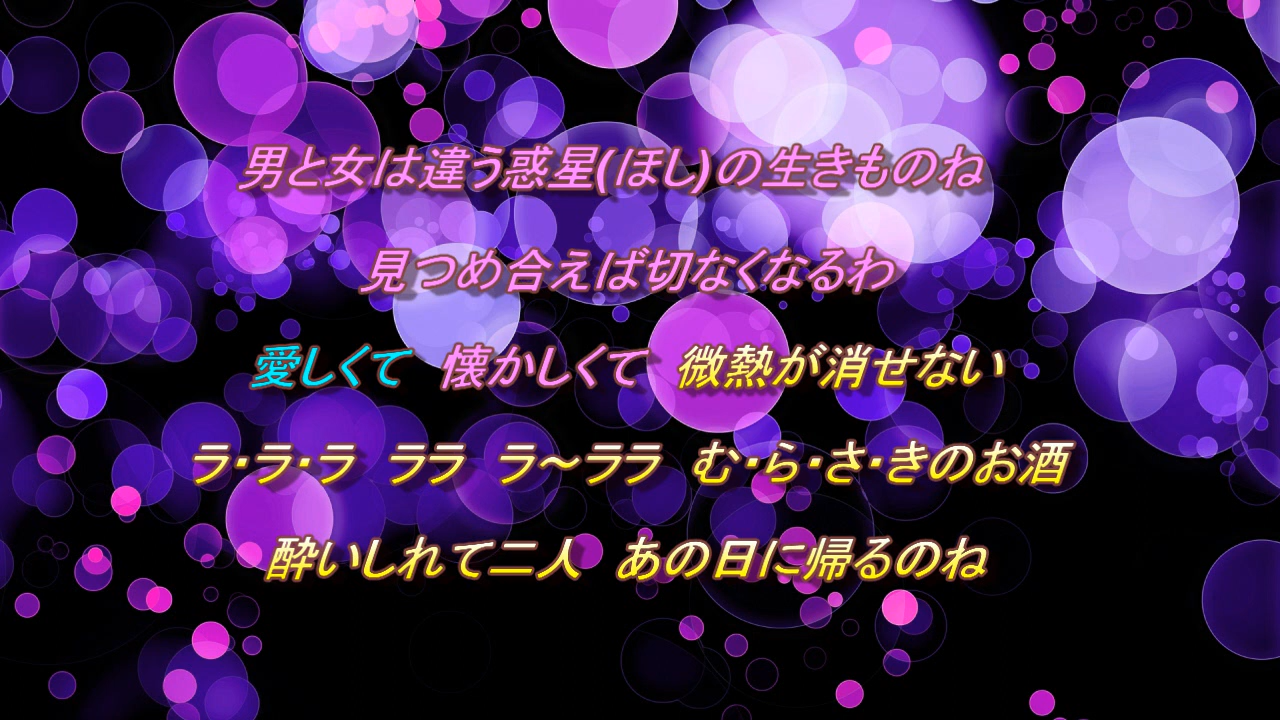 男と女は違う惑星(ほし)の生きものね
見つめ合えば切なくなるわ
愛しくて　懐かしくて　微熱が消せない
ラ・ラ・ラ　ララ　ラ～ララ　む・ら・さ・きのお酒
酔いしれて二人　あの日に帰るのね